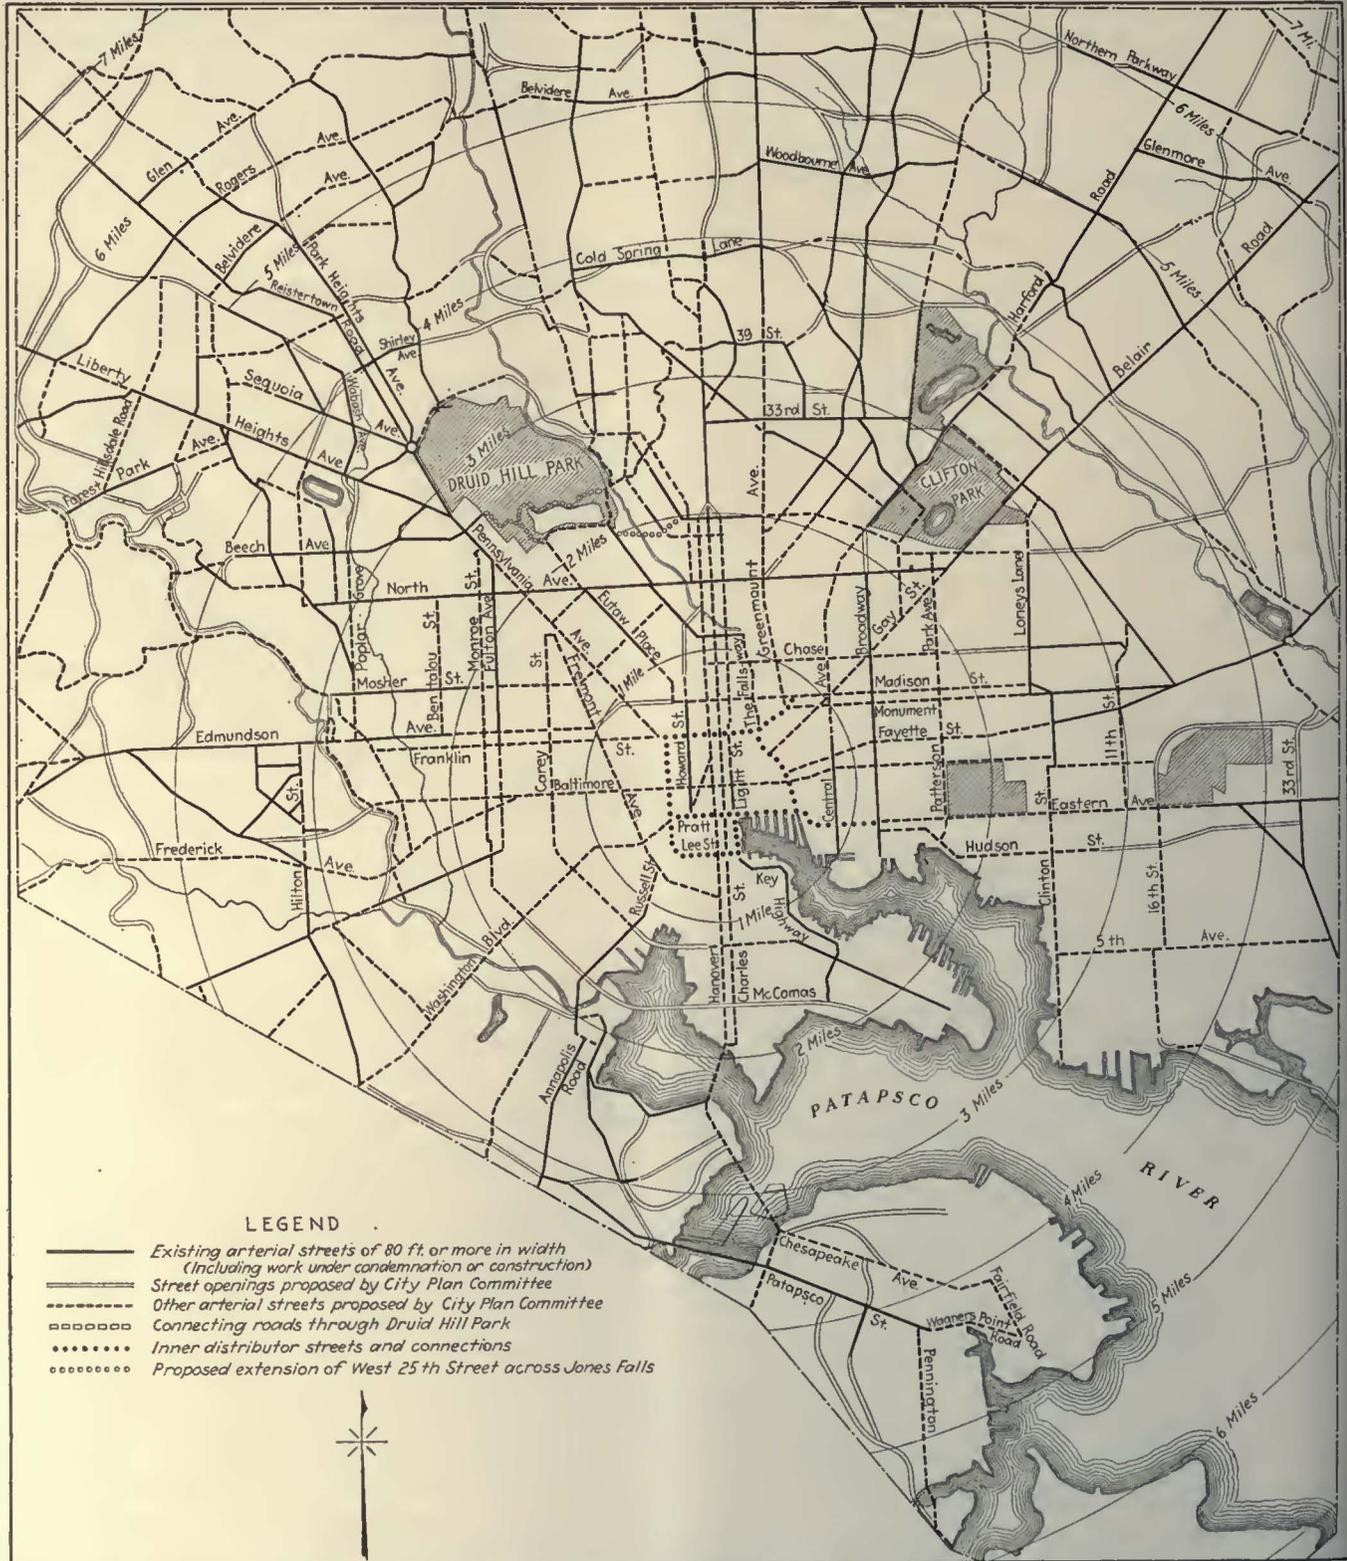 7 Miles
7 Mi.
Northern Parkway
6 Miles
Belvidere Ave.
Glenmore Ave.
Woodbourne Ave.
Glen Ave.
Rogers Ave.
Ave.
Road
Road
6 Miles
Belvidere
5 Miles
Park Heights
Ave.
Reistertown
Road
Cold Spring Lane
5 Miles
4 Miles
Shirley
Ave.
39 St.
Harford
Belair
Liberty
Heights
Ave.
Sequoia
Ave.
Wabash Ave.
33rd St.
Hillsdale Road
Forest Park Ave.
3 Miles
DRUID HILL PARK
CLIFTON
PARK
Pennsylvania
Ave.
2 Miles
Beech Ave
North Ave.
Greenmount
Ave.
Eutaw Place
Fremont
Ave.
1 Mile
Poplar Grove
St.
Bentalou
St.
Monroe
St.
Fulton Ave.
Carey
St.
Mosher St.
Chase
Broadway
Gay St.
Park Ave.
Patterson
Loneys Lane
The Fallsway
Madison St.
Monument
Fayette St.
11th
St.
33rd St.
Edmundson Ave.
Franklin St.
Baltimore
Howard
St.
Light
St.
Central
Ave.
Eastern Ave
Pratt
Lee St.
Hudson St.
Frederick Ave.
Hilton
St.
Russell St.
Key Highway
1 Mile
Clinton
St.
16th St.
5th Ave.
Washington Blvd.
Hanover
Charles
St.
McComas
2 Miles
Annapolis
Road
PATAPSCO
3 Miles
RIVER
4 Miles
Chesapeake Ave.
Patapsco St.
Fairfield Road
Wagners Point
Road
Pennington
5 Miles
6 Miles
LEGEND
Existing arterial streets of 80 ft. or more in width
(Including work under condemnation or construction)
Street openings proposed by City Plan Committee
Other arterial streets proposed by City Plan Committee
Connecting roads through Druid Hill Park
Inner distributor streets and connections
Proposed extension of West 25th Street across Jones Falls